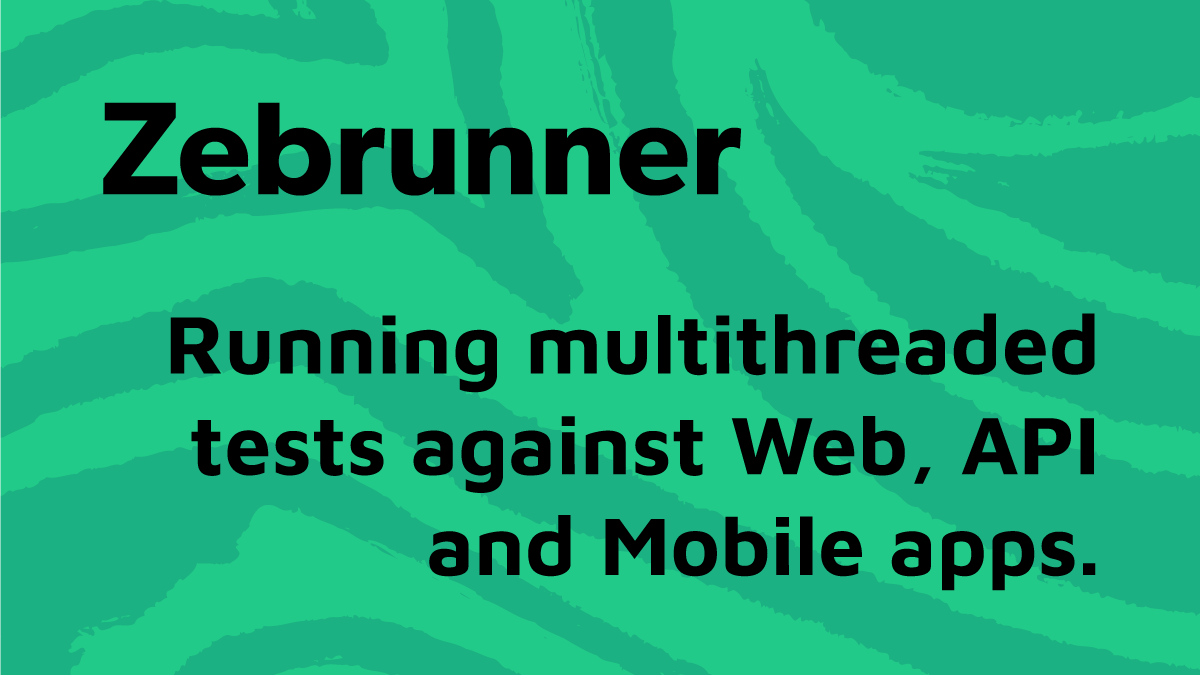 Zebrunner
Running multithreaded
tests against Web, API
and Mobile apps.